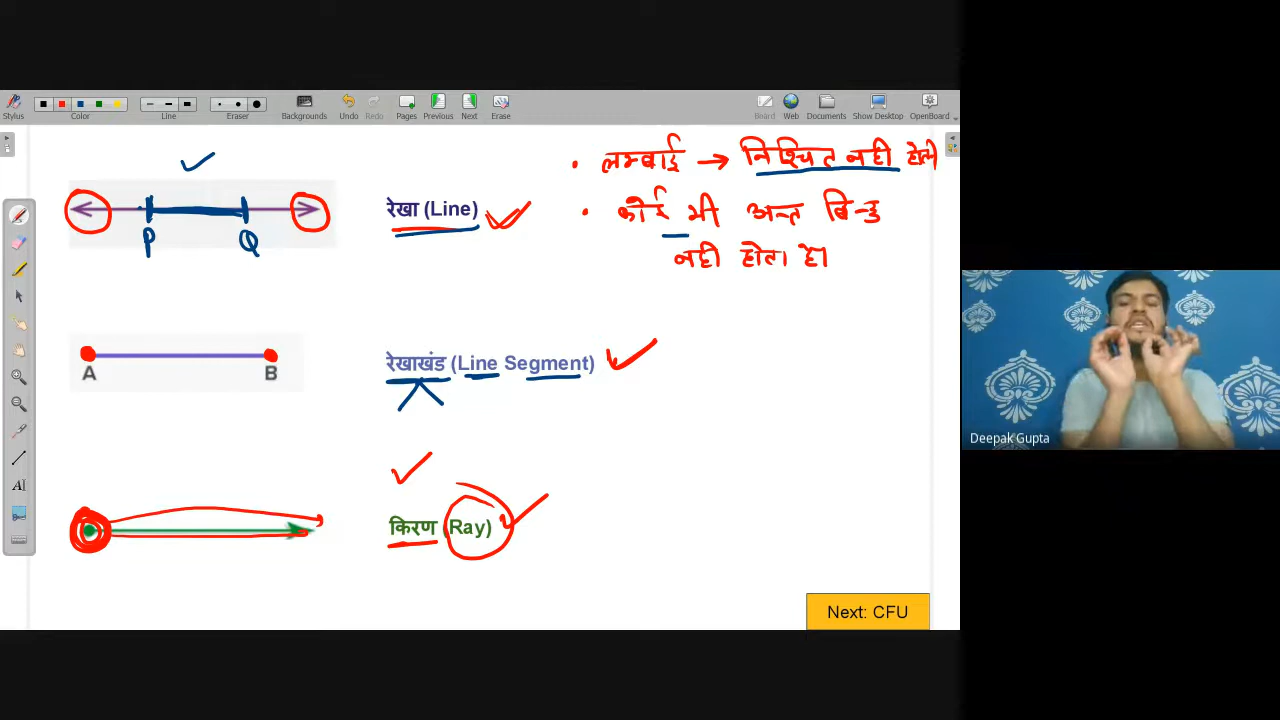 Stylus
Line
Eraser
Backgrounds
Undo
Redo
Pages
Previous
Next
Erase
Board
Web
Documents
Show Desktop
OpenBoard
• लम्बाई → निश्चित नही होती
P Q
रेखा (Line)
• कोई भी अन्त बिन्दु
नही होता है।
A B
रेखाखंड (Line Segment)
किरण (Ray)
AI
Next: CFU
Deepak Gupta